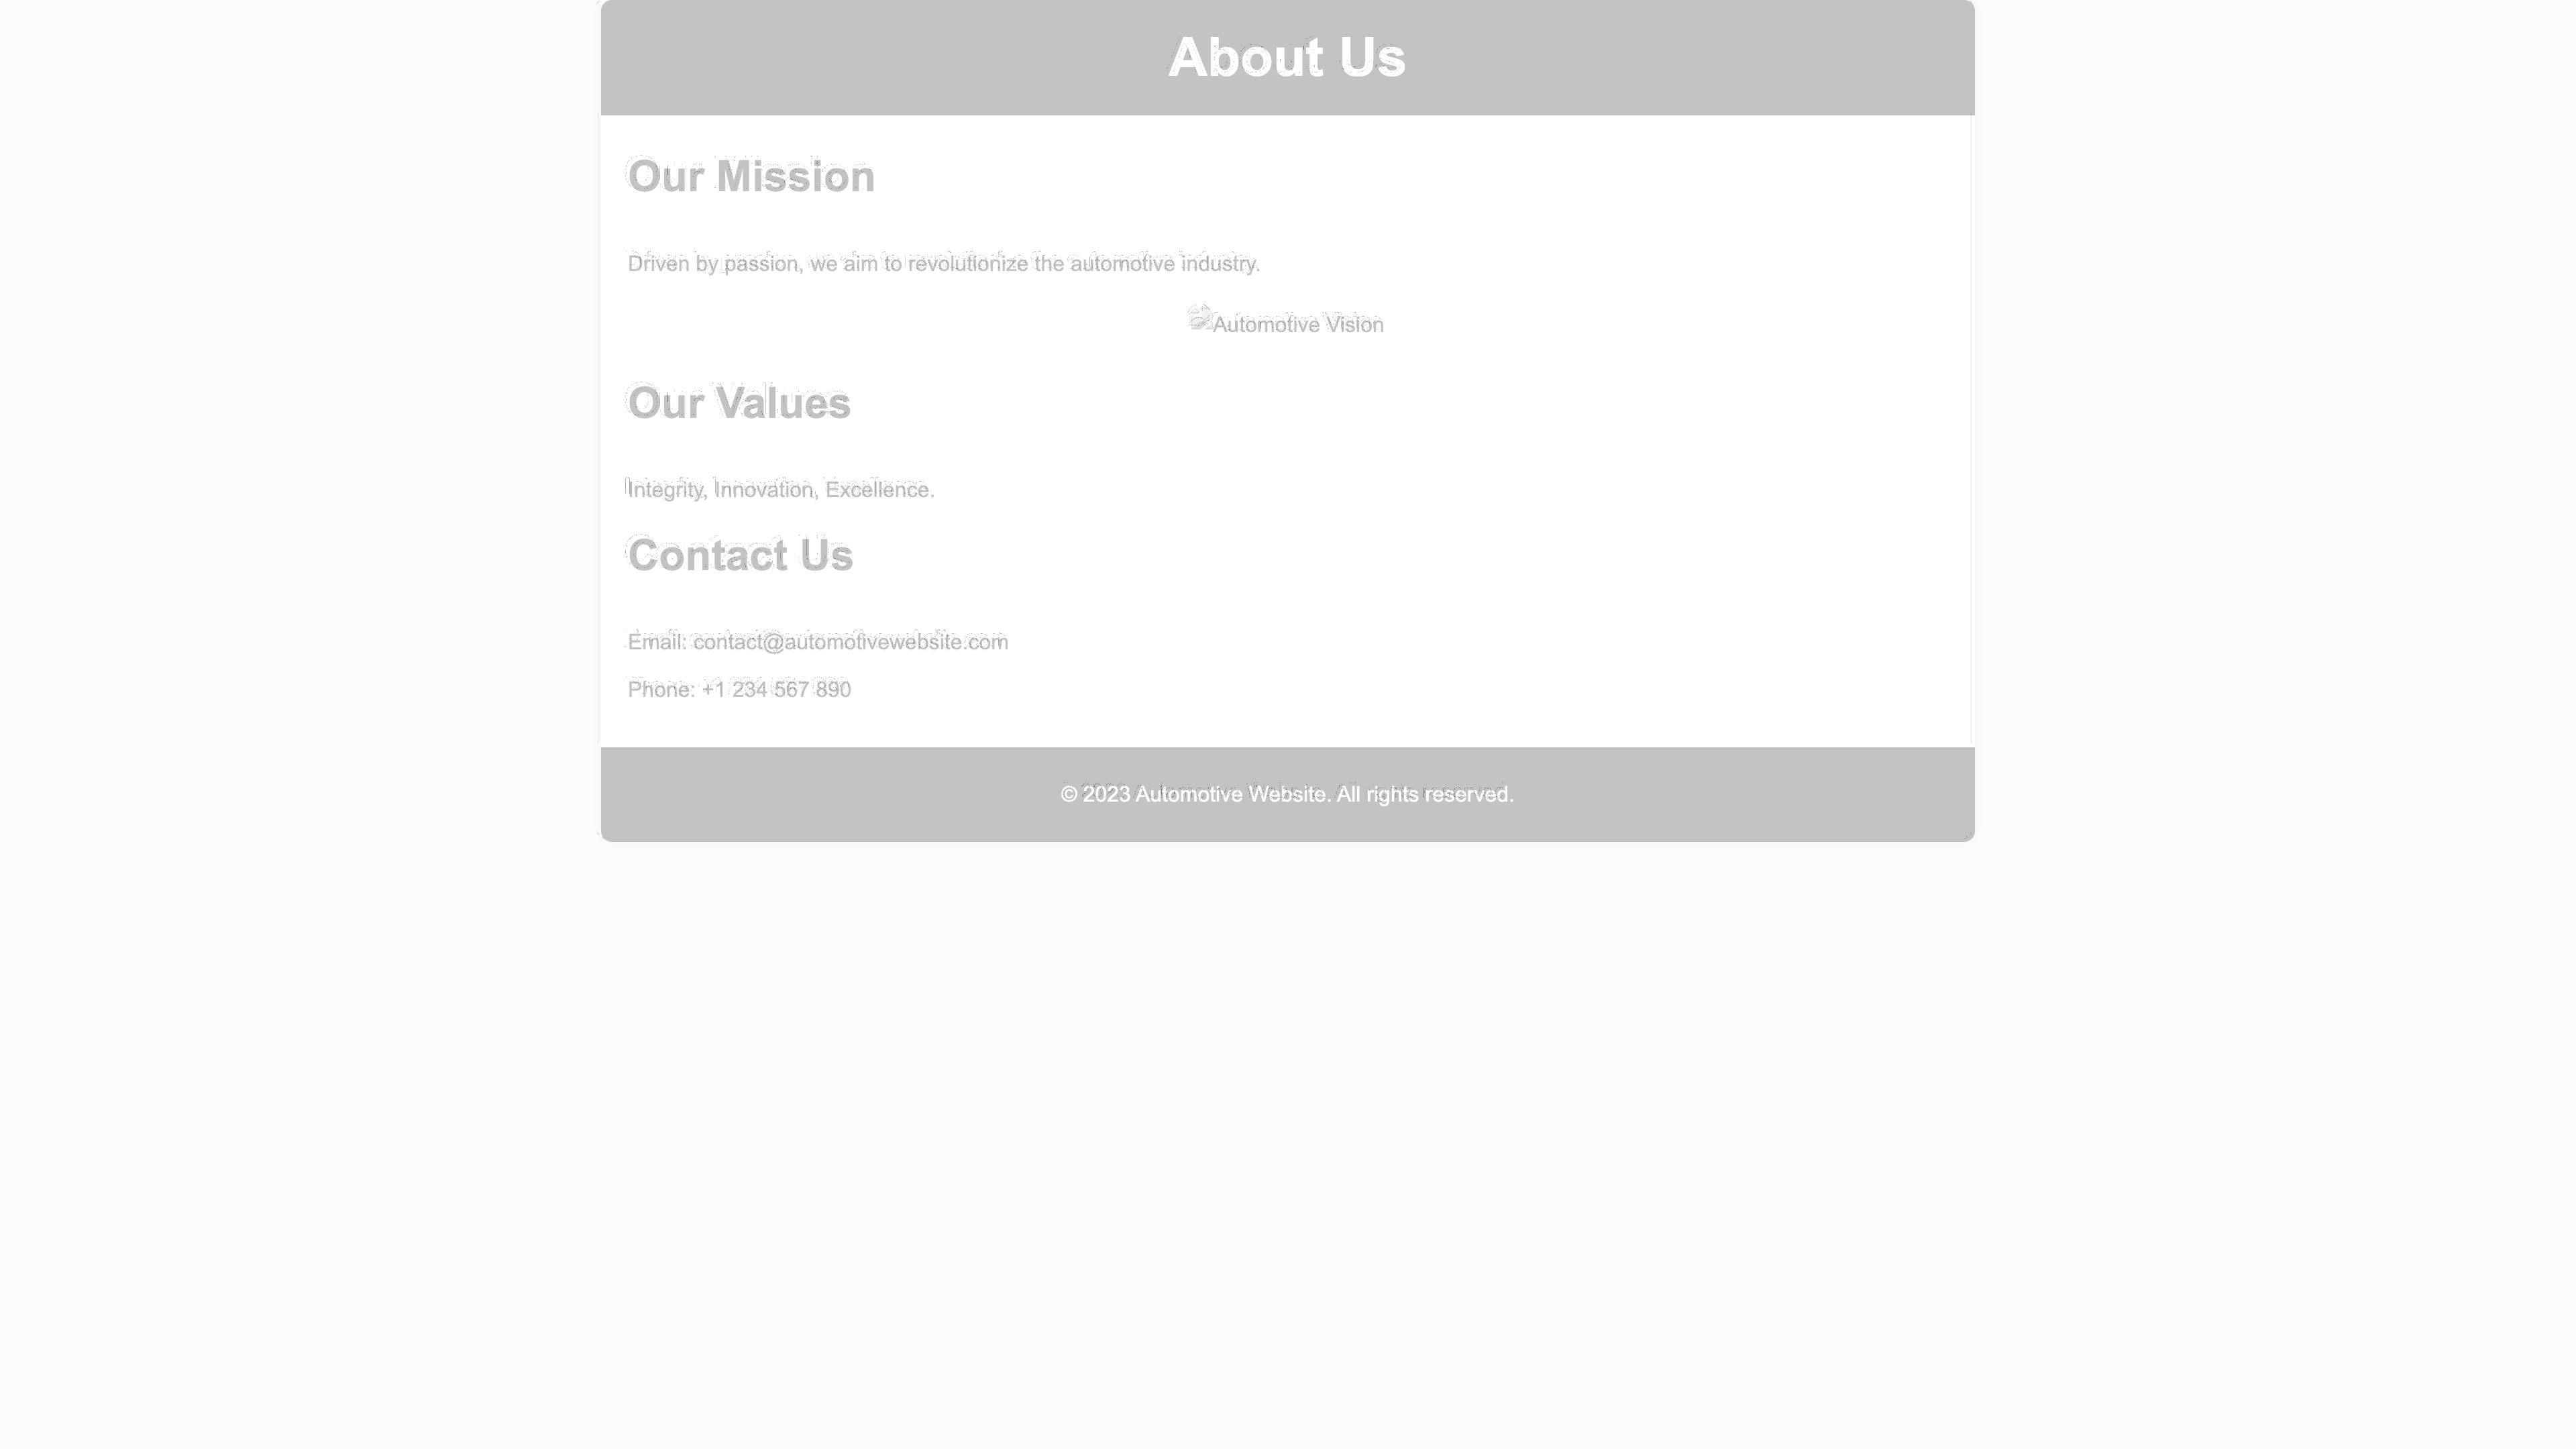 About Us
Our Mission
Driven by passion, we aim to revolutionize the automotive industry.
Automotive Vision
Our Values
Integrity, Innovation, Excellence.
Contact Us
Email: contact@automotivewebsite.com
Phone: +1 234 567 890
© 2023 Automotive Website. All rights reserved.